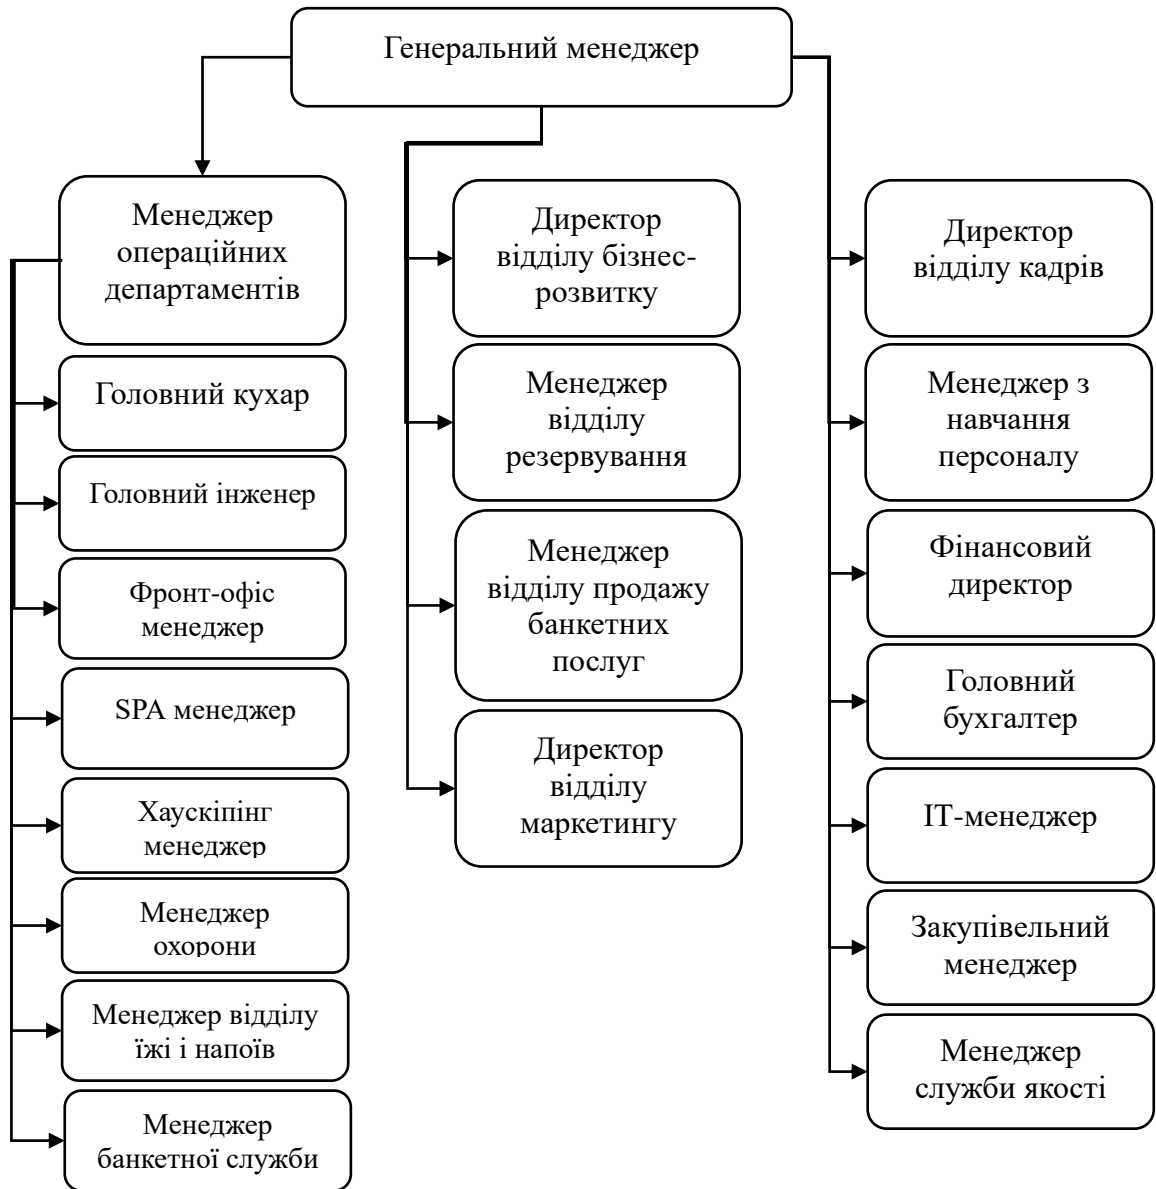 Генеральний менеджер
Менеджер
операційних
департаментів
Головний кухар
Головний інженер
Фронт-офіс
менеджер
SPA менеджер
Хаускіпінг
менеджер
Менеджер
охорони
Менеджер відділу
їжі і напоїв
Менеджер
банкетної служби
Директор
відділу бізнес-
розвитку
Менеджер
відділу
резервування
Менеджер
відділу продажу
банкетних
послуг
Директор
відділу
маркетингу
Директор
відділу кадрів
Менеджер з
навчання
персоналу
Фінансовий
директор
Головний
бухгалтер
ІТ-менеджер
Закупівельний
менеджер
Менеджер
служби якості